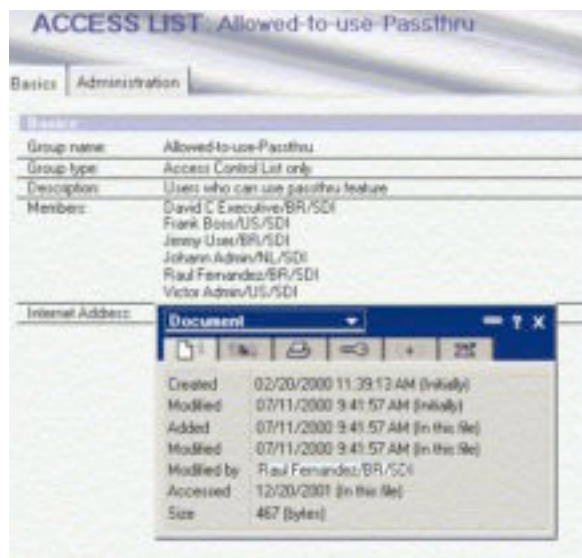 ACCESS LIST: Allowed-to-use-Passthru
Basics Administration
Basics
Group name: Allowed-to-use-Passthru
Group type: Access Control List only
Description: Users who can use passthru feature
Members: David C Executive/BR/SDI
Frank Boss/US/SDI
Jenny User/BR/SDI
Johann Admin/NL/SDI
Raul Fernandez/BR/SDI
Victor Admin/US/SDI
Internet Address:
Document ? X
Created 02/20/2000 11:39:13 AM (Initially)
Modified 07/11/2000 9:41:57 AM (Initially)
Added 07/11/2000 9:41:57 AM (In this file)
Modified 07/11/2000 9:41:57 AM (In this file)
Modified by Raul Fernandez/BR/SDI
Accessed 12/20/2001 (In this file)
Size 467 (bytes)